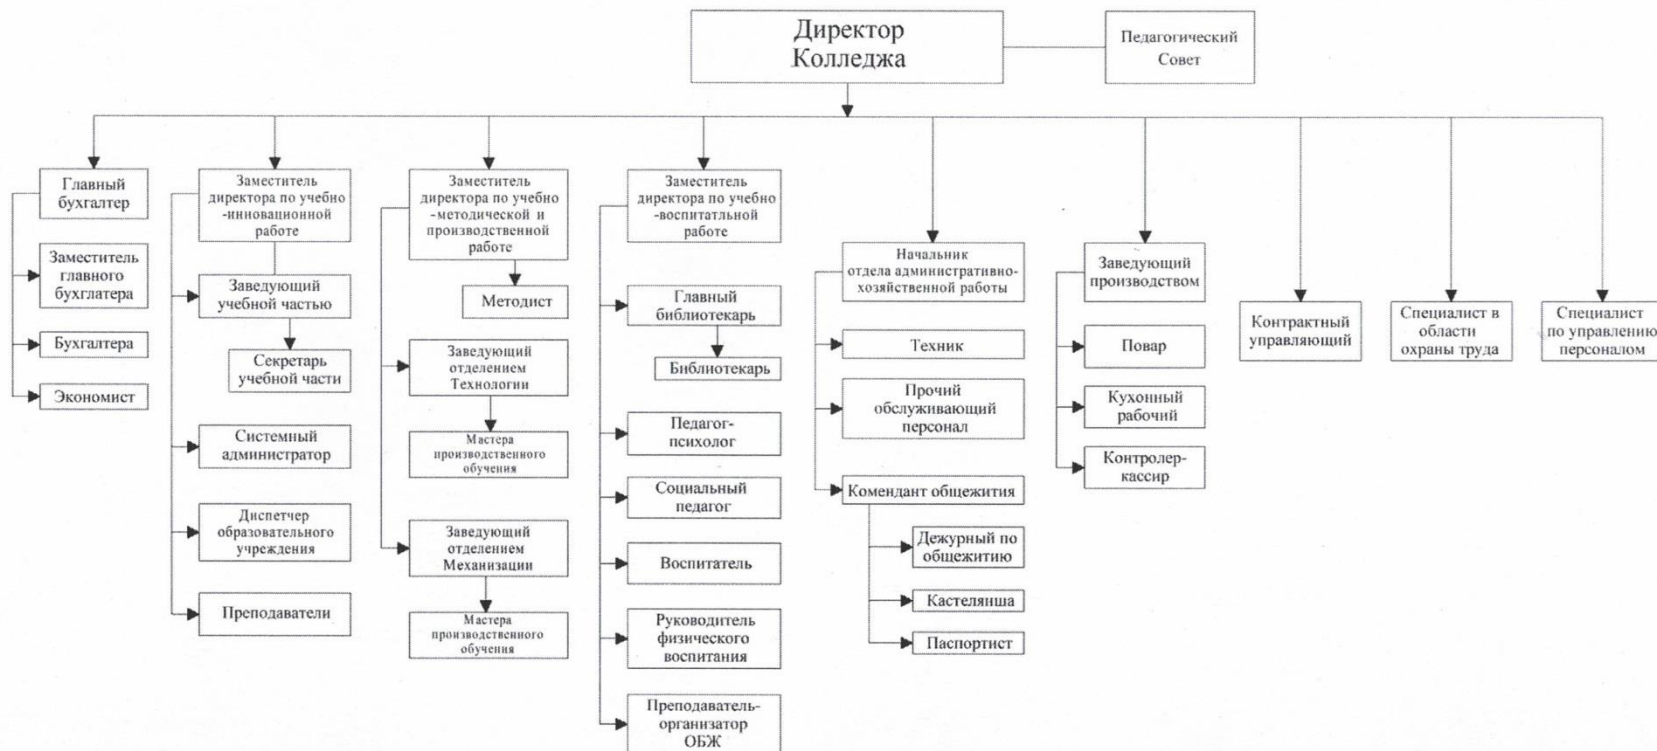 Директор
Колледжа
Педагогический
Совет
Главный
бухгалтер
Заместитель
главного
бухглатера
Бухгалтера
Экономист
Заместитель
директора по учебно
-инновационной
работе
Заведующий
учебной частью
Секретарь
учебной части
Системный
администратор
Диспетчер
образовательного
учреждения
Преподаватели
Заместитель
директора по учебно
-методической и
производственной
работе
Методист
Заведующий
отделением
Технологии
Мастера
производственного
обучения
Заведующий
отделением
Механизации
Мастера
производственного
обучения
Заместитель
директора по учебно
-воспитатльной
работе
Главный
библиотекарь
Библиотекарь
Педагог-
психолог
Социальный
педагог
Воспитатель
Руководитель
физического
воспитания
Преподаватель-
организатор
ОБЖ
Начальник
отдела административно-
хозяйственной работы
Техник
Прочий
обслуживающий
персонал
Комендант общежития
Дежурный по
общежитию
Кастелянша
Паспортист
Заведующий
производством
Повар
Кухонный
рабочий
Контролер-
кассир
Контрактный
управляющий
Специалист в
области
охраны труда
Специалист
по управлению
персоналом